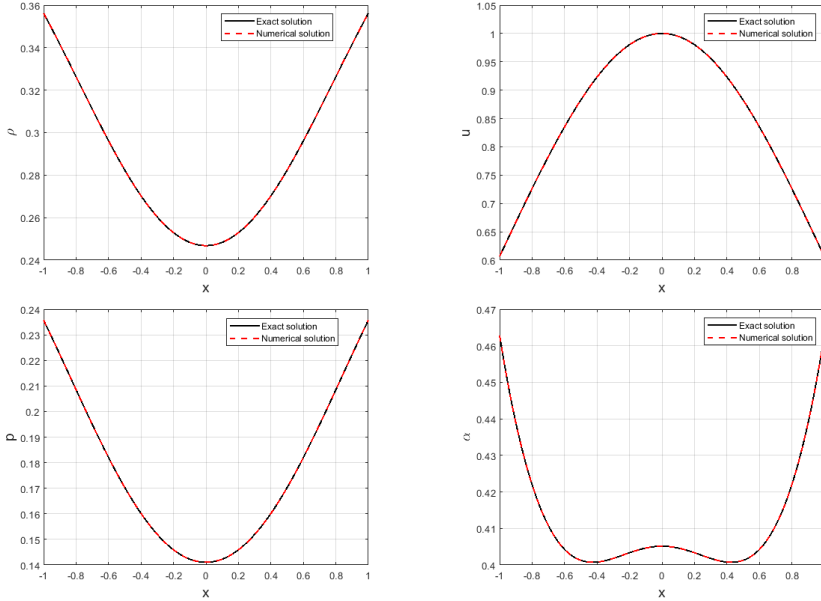 0.36
0.34
0.32
0.3
0.28
0.26
0.24
ρ
-1 -0.8 -0.6 -0.4 -0.2 0 0.2 0.4 0.6 0.8 1
x
Exact solution
Numerical solution
1.05
1
0.95
0.9
0.85
0.8
0.75
0.7
0.65
0.6
u
-1 -0.8 -0.6 -0.4 -0.2 0 0.2 0.4 0.6 0.8
x
Exact solution
Numerical solution
0.24
0.23
0.22
0.21
0.2
0.19
0.18
0.17
0.16
0.15
0.14
p
-1 -0.8 -0.6 -0.4 -0.2 0 0.2 0.4 0.6 0.8 1
x
Exact solution
Numerical solution
0.47
0.46
0.45
0.44
0.43
0.42
0.41
0.4
α
-1 -0.8 -0.6 -0.4 -0.2 0 0.2 0.4 0.6 0.8
x
Exact solution
Numerical solution